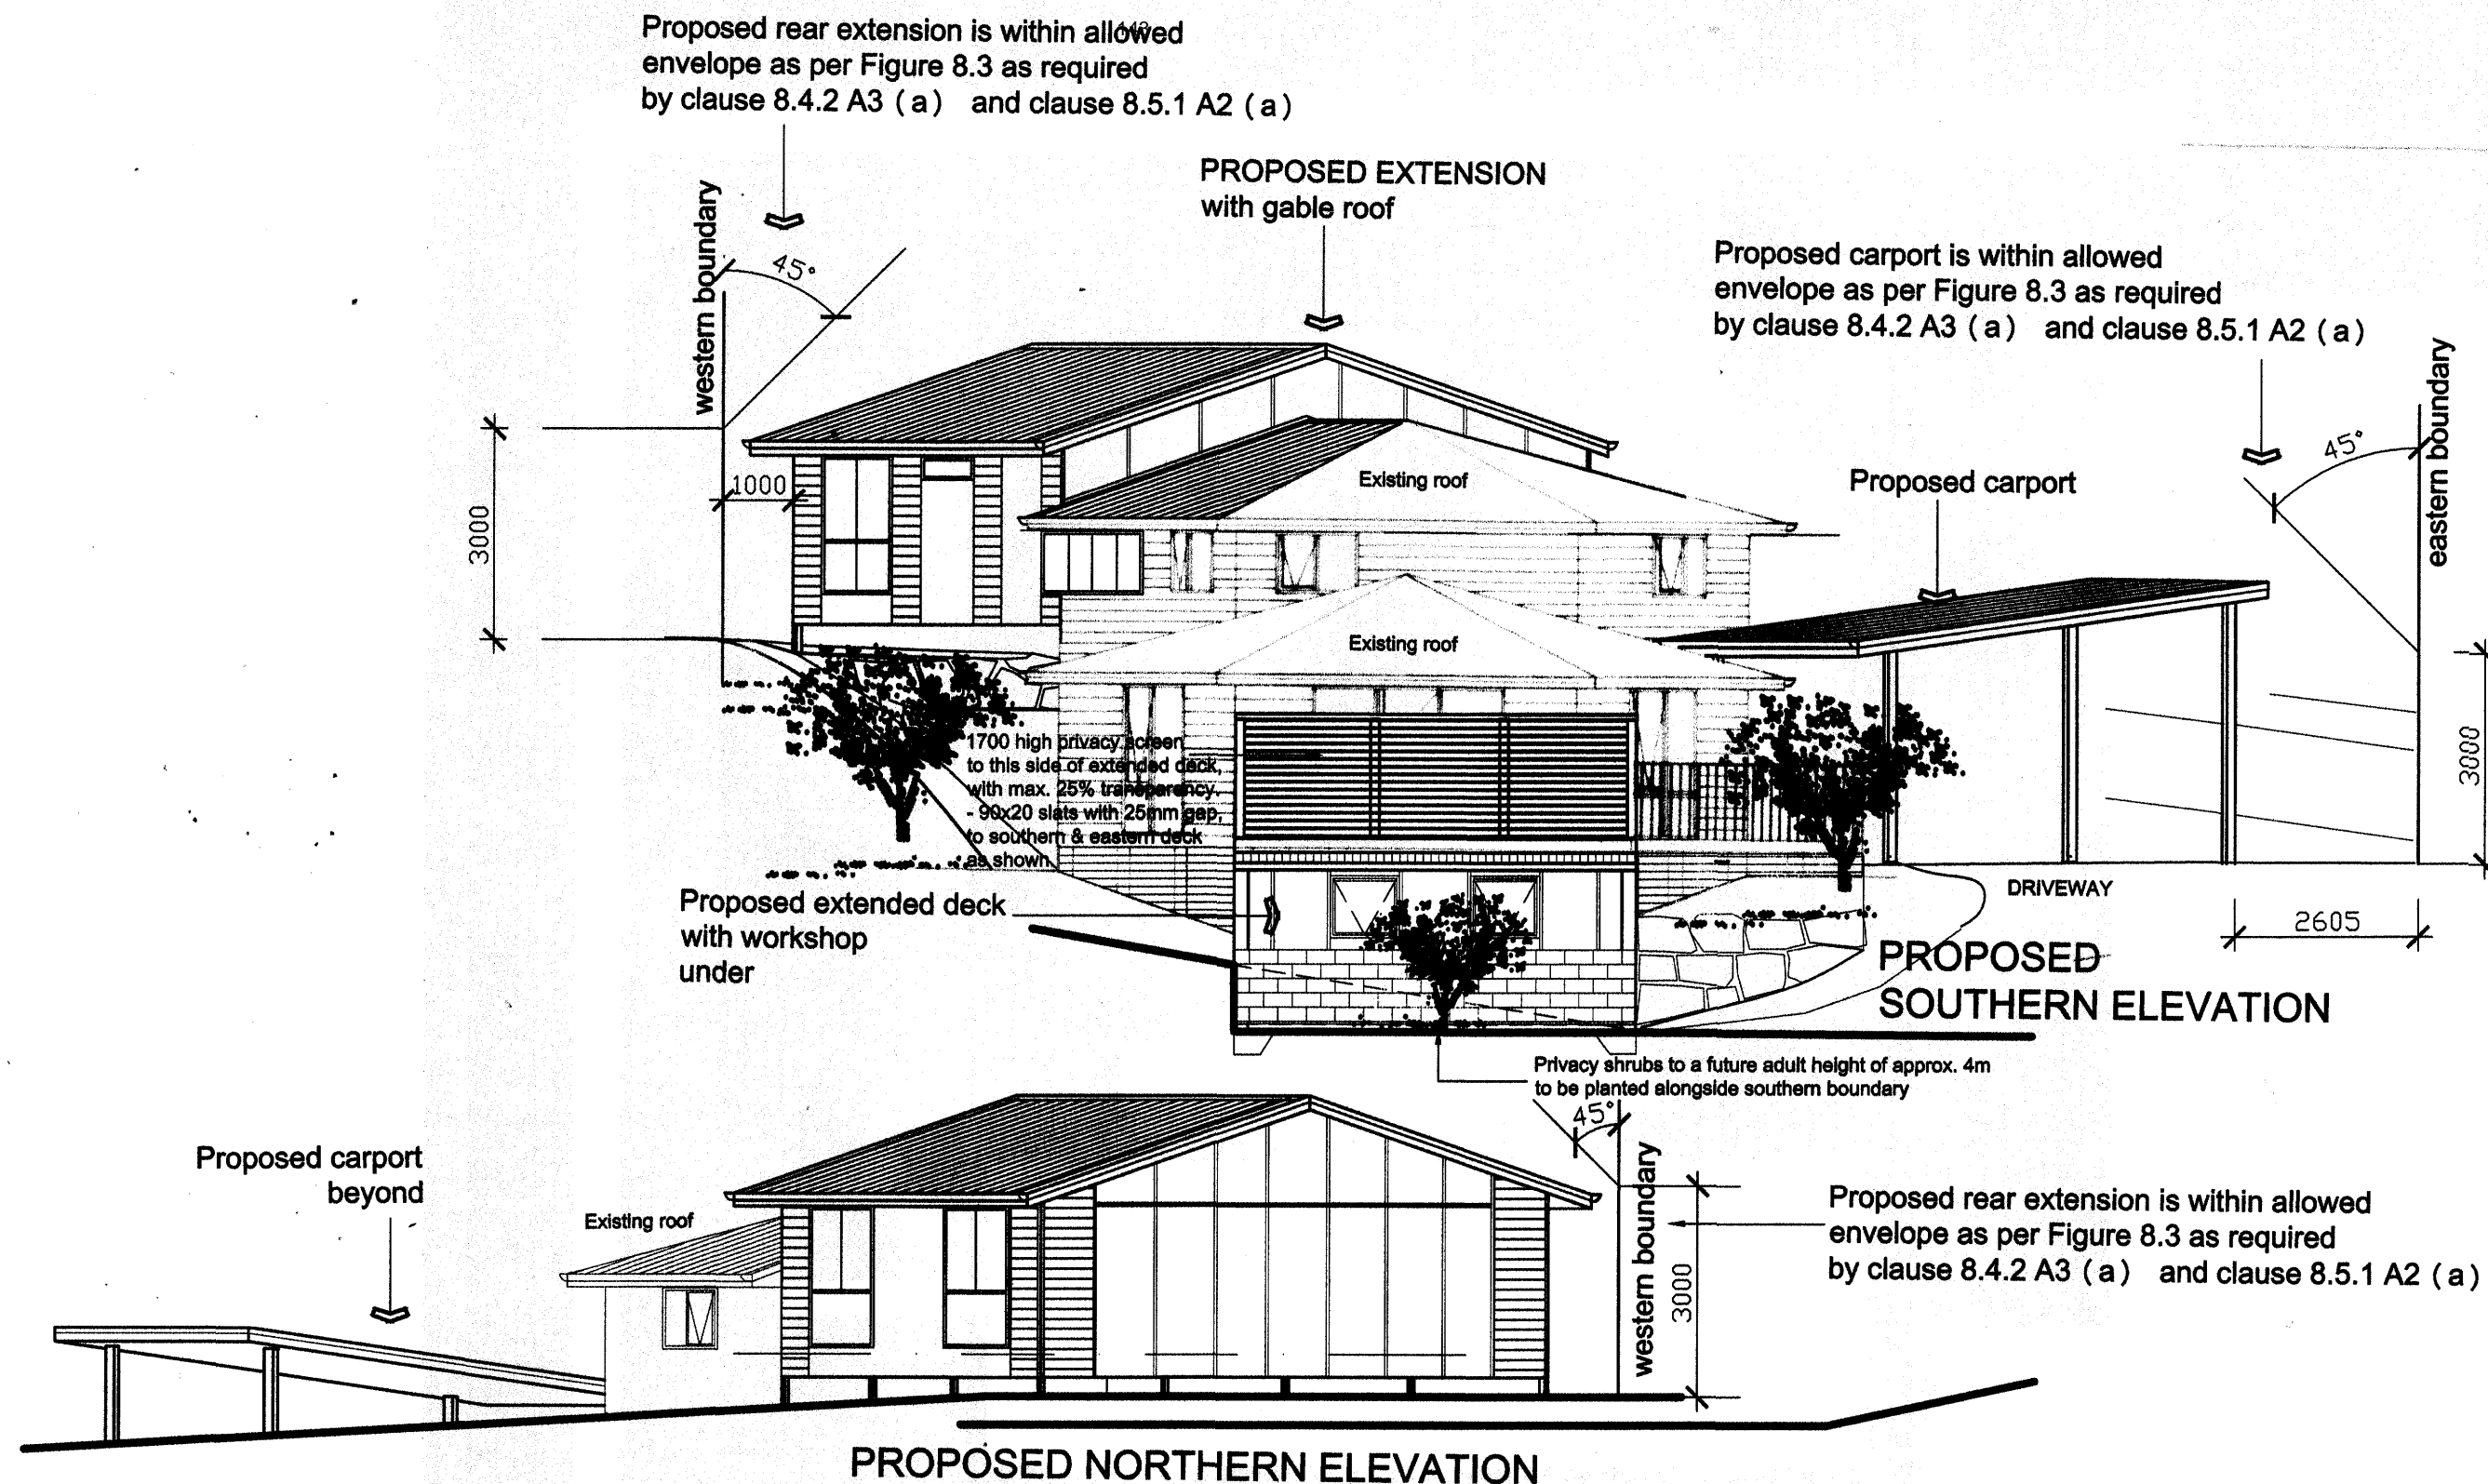 Proposed rear extension is within allowed
envelope as per Figure 8.3 as required
by clause 8.4.2 A3 (a) and clause 8.5.1 A2 (a)
PROPOSED EXTENSION
with gable roof
western boundary
45°
Proposed carport is within allowed
envelope as per Figure 8.3 as required
by clause 8.4.2 A3 (a) and clause 8.5.1 A2 (a)
eastern boundary
45°
1000
3000
Existing roof
Proposed carport
Existing roof
1700 high privacy screen
to this side of extended deck,
with max. 25% transparency.
- 90x20 slats with 25mm gap,
to southern & eastern deck
as shown.
3000
Proposed extended deck
with workshop
under
DRIVEWAY
2605
PROPOSED
SOUTHERN ELEVATION
Privacy shrubs to a future adult height of approx. 4m
to be planted alongside southern boundary
45°
Proposed carport
beyond
Existing roof
western boundary
3000
Proposed rear extension is within allowed
envelope as per Figure 8.3 as required
by clause 8.4.2 A3 (a) and clause 8.5.1 A2 (a)
PROPOSED NORTHERN ELEVATION